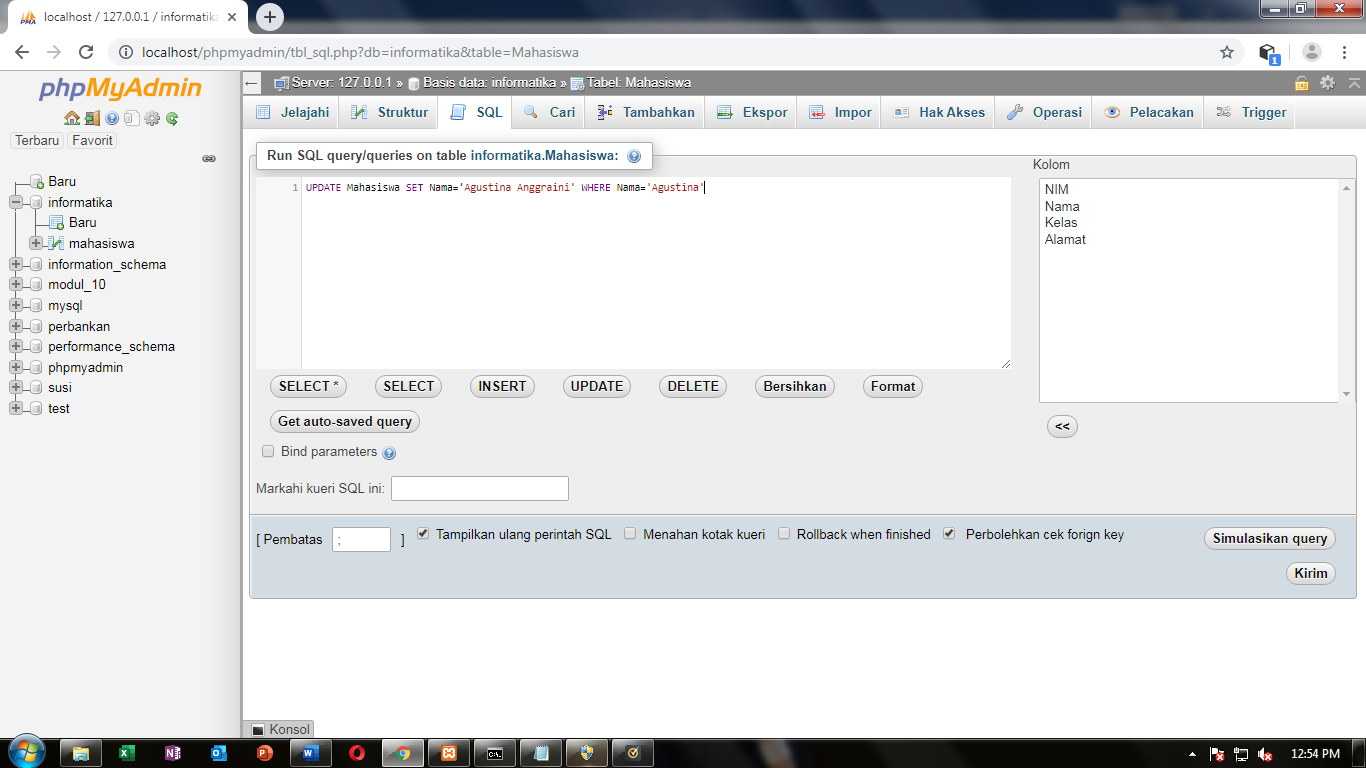 localhost / 127.0.0.1 / informatika
localhost/phpmyadmin/tbl_sql.php?db=informatika&table=Mahasiswa
1
phpMyAdmin
Terbaru Favorit
Baru
informatika
Baru
mahasiswa
information_schema
modul_10
mysql
perbankan
performance_schema
phpmyadmin
susi
test
Server: 127.0.0.1 » Basis data: informatika » Tabel: Mahasiswa
Jelajahi Struktur SQL Cari Tambahkan Ekspor Impor Hak Akses Operasi Pelacakan Trigger
Run SQL query/queries on table informatika.Mahasiswa:
1 UPDATE Mahasiswa SET Nama='Agustina Anggraini' WHERE Nama='Agustina'
Kolom
NIM
Nama
Kelas
Alamat
SELECT * SELECT INSERT UPDATE DELETE Bersihkan Format
Get auto-saved query
<<
Bind parameters
Markahi kueri SQL ini:
[ Pembatas ; ] Tampilkan ulang perintah SQL Menahan kotak kueri Rollback when finished Perbolehkan cek forign key
Simulasikan query
Kirim
Konsol
12:54 PM